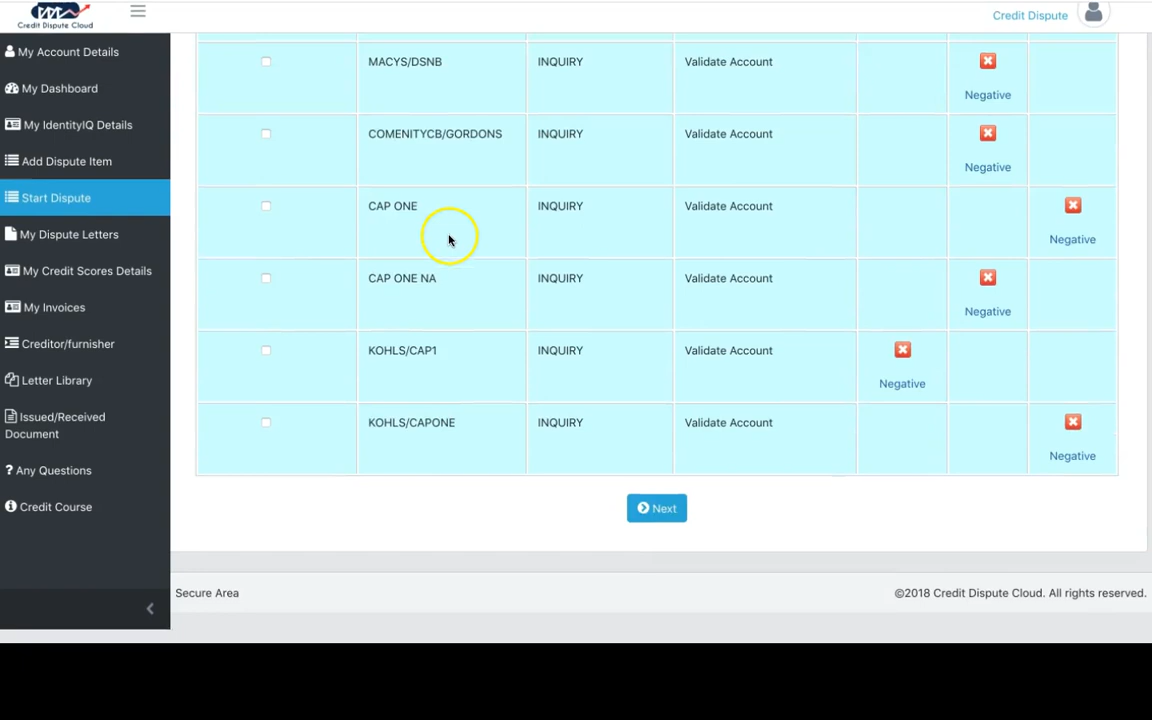 Credit Dispute Cloud
Credit Dispute
My Account Details
My Dashboard
My IdentityIQ Details
Add Dispute Item
Start Dispute
My Dispute Letters
My Credit Scores Details
My Invoices
Creditor/furnisher
Letter Library
Issued/Received
Document
Any Questions
Credit Course
MACYS/DSNB INQUIRY Validate Account
Negative
COMENITYCB/GORDONS INQUIRY Validate Account
Negative
CAP ONE INQUIRY Validate Account
Negative
CAP ONE NA INQUIRY Validate Account
Negative
KOHLS/CAP1 INQUIRY Validate Account
Negative
KOHLS/CAPONE INQUIRY Validate Account
Negative
Next
Secure Area ©2018 Credit Dispute Cloud. All rights reserved.